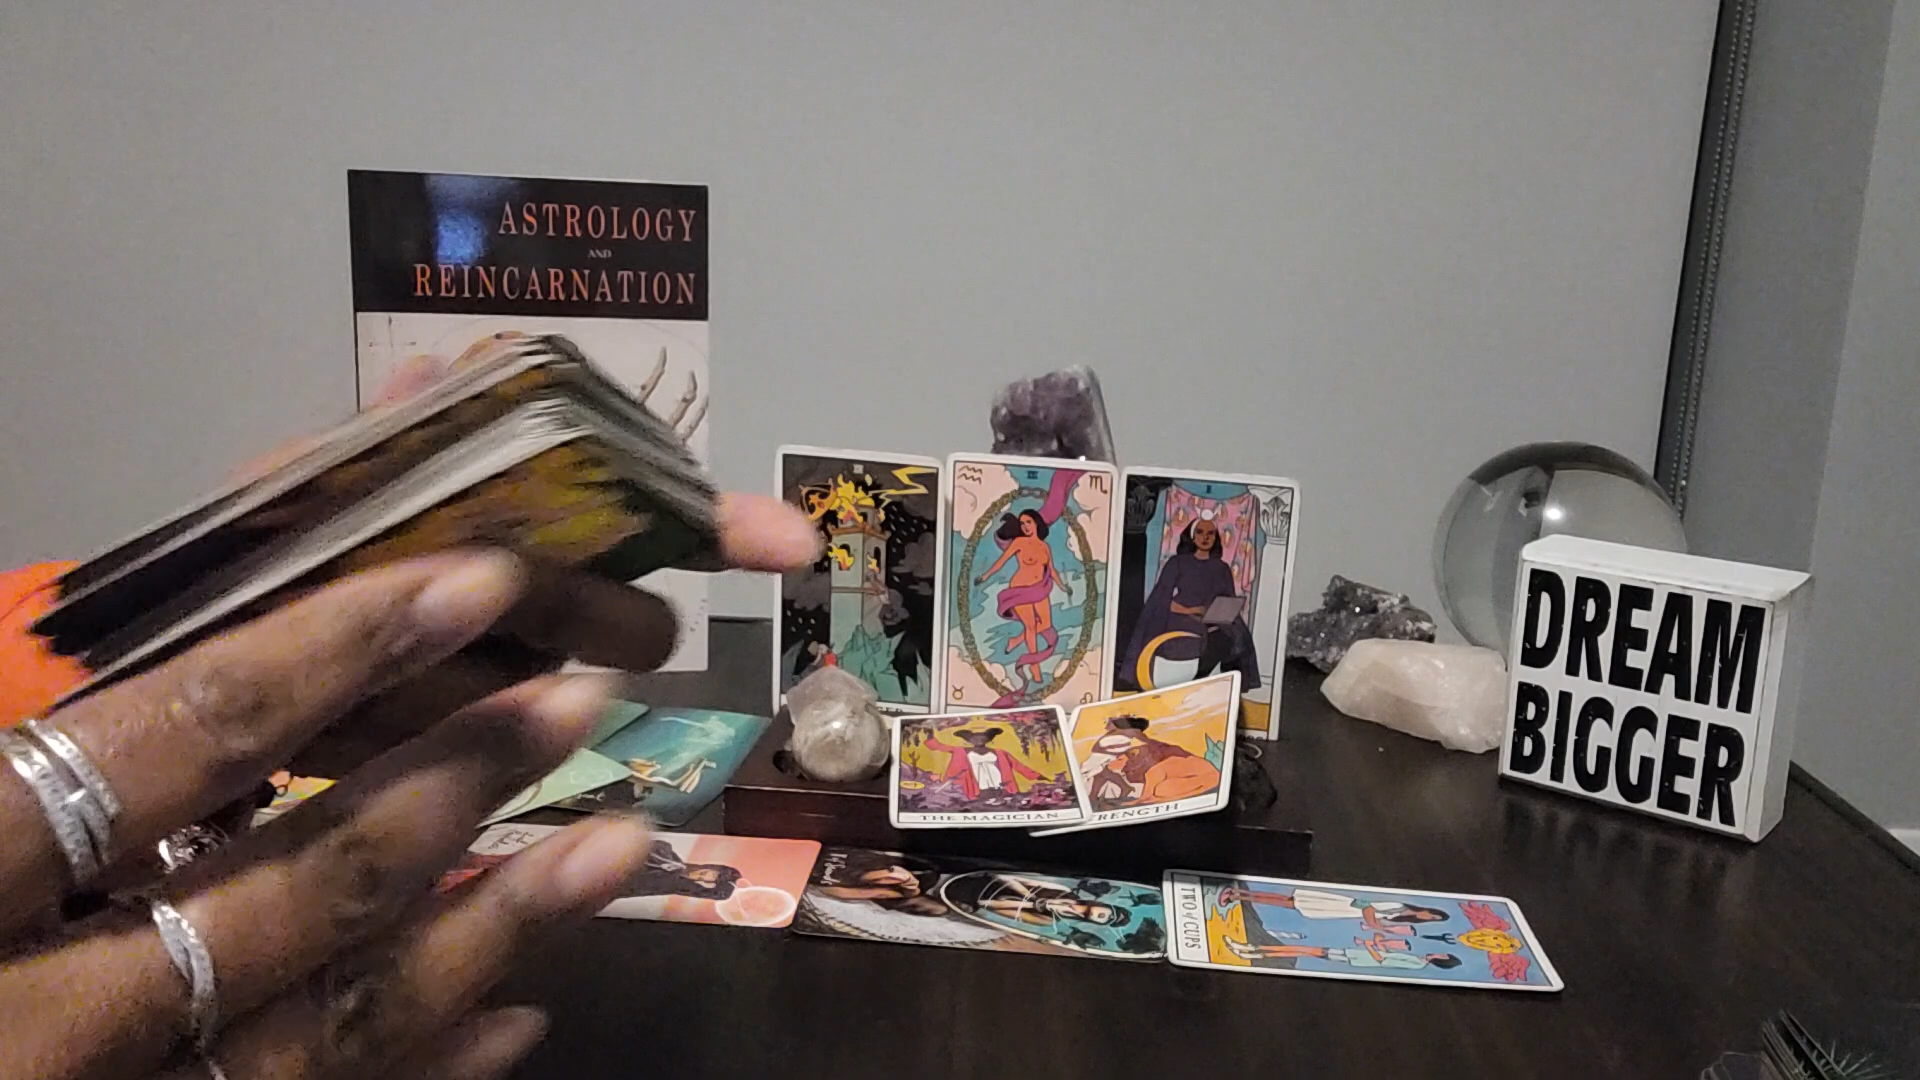 ASTROLOGY
AND
REINCARNATION
THE MAGICIAN
RENGTH
TWO of CUPS
DREAM
BIGGER